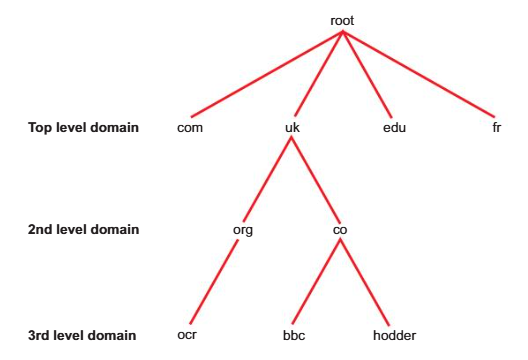 root
Top level domain com uk edu fr
2nd level domain org co
3rd level domain ocr bbc hodder